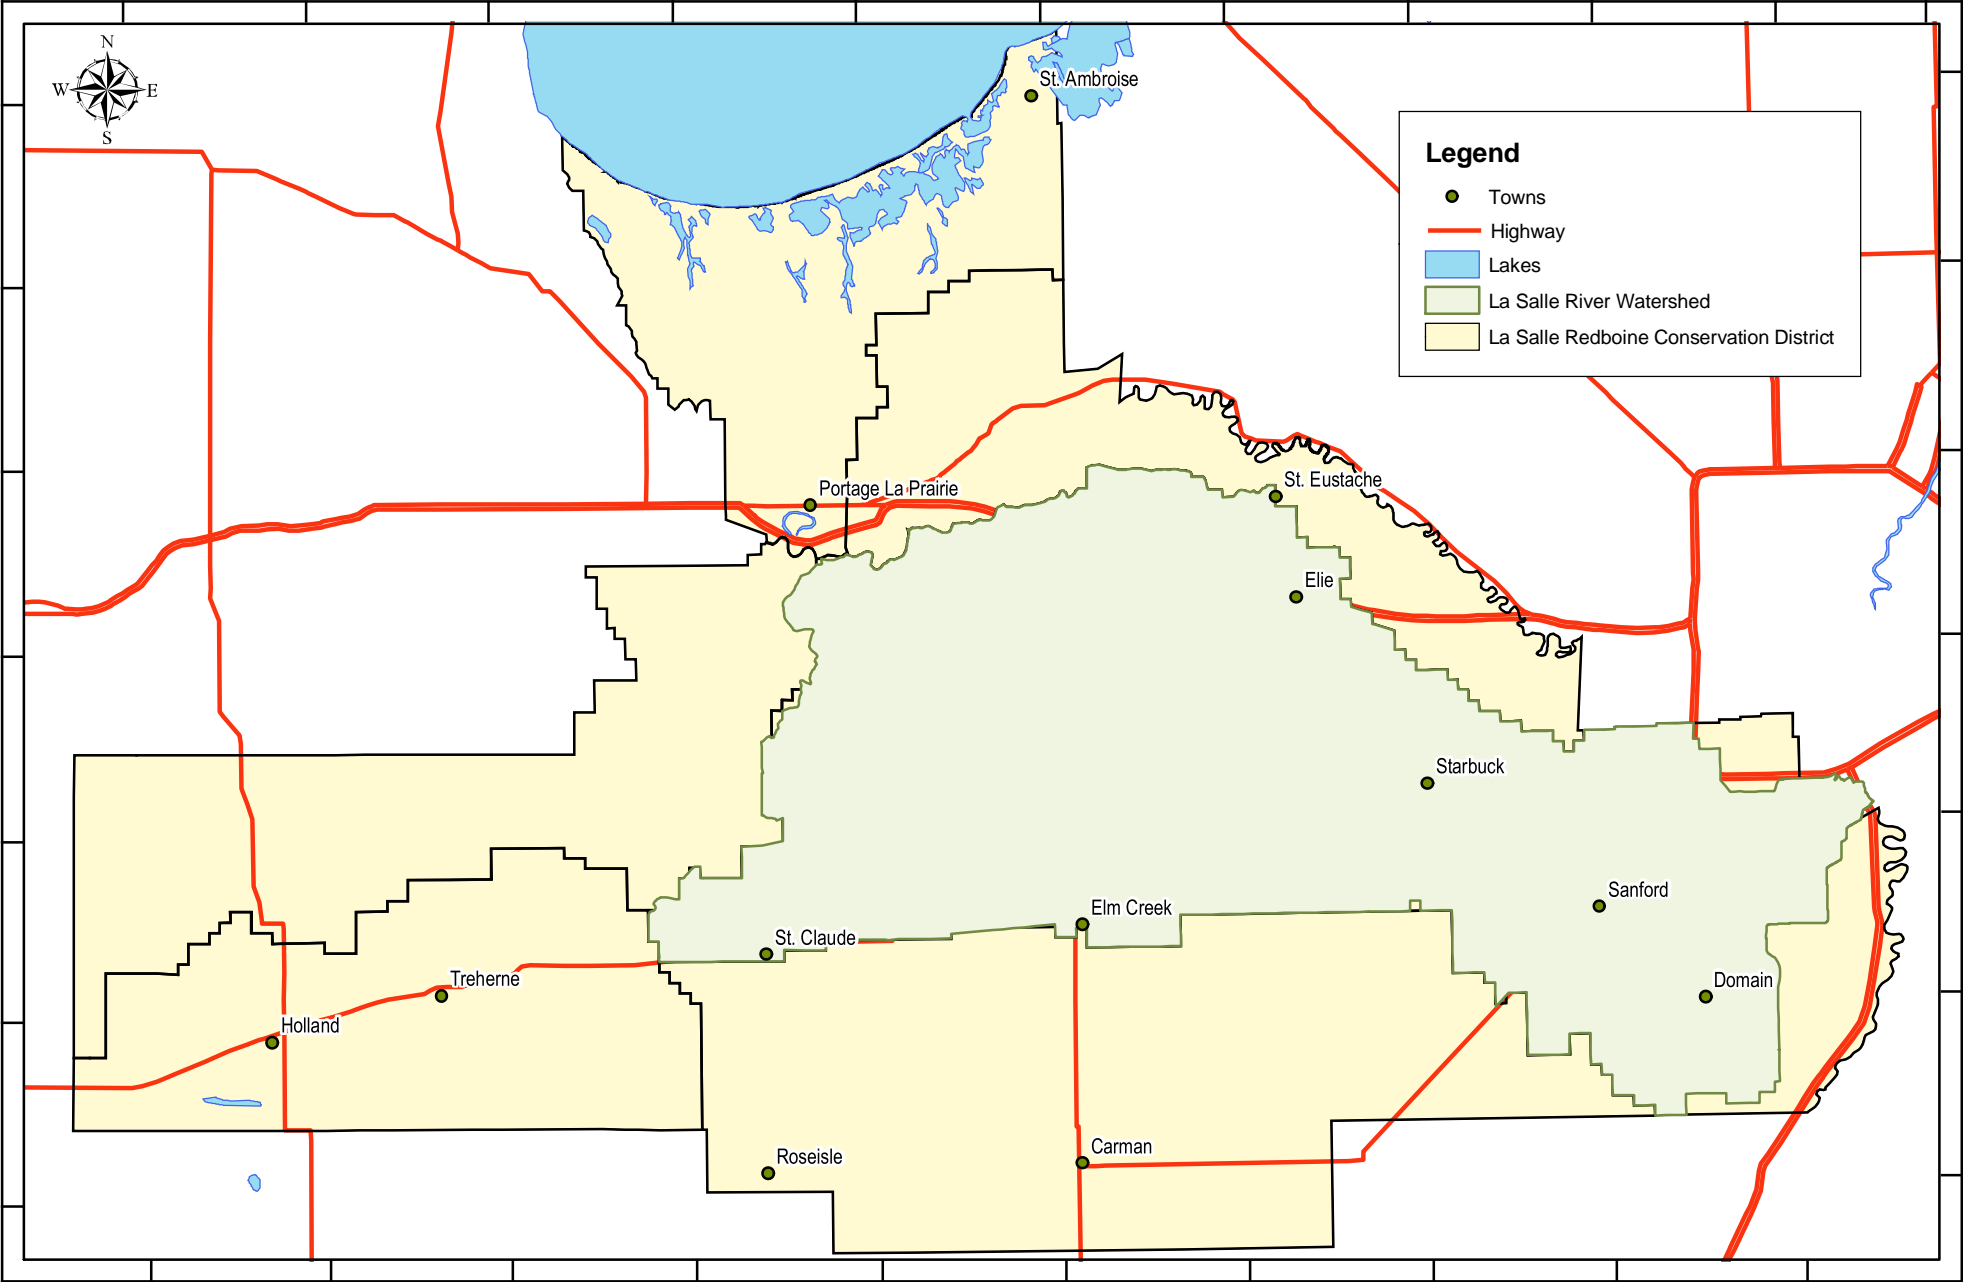 N
W E
S
St. Ambroise
Legend
Towns
Highway
Lakes
La Salle River Watershed
La Salle Redboine Conservation District
Portage La Prairie
St. Eustache
Elie
Starbuck
Sanford
Elm Creek
St. Claude
Treherne
Domain
Holland
Roseisle
Carman